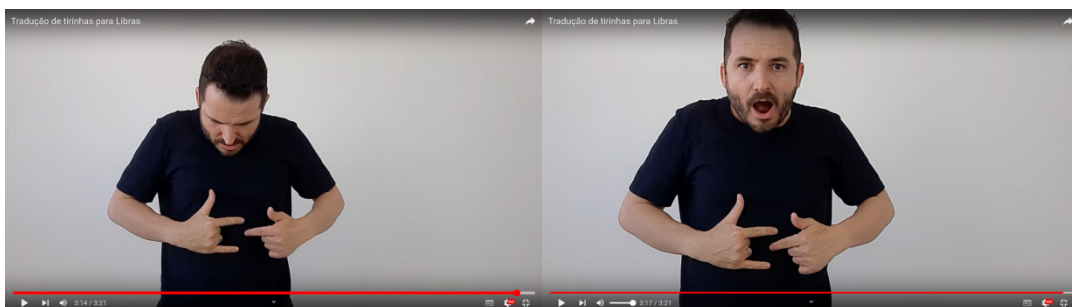 Tradução de tirinhas para Libras
3:14 / 3:21
Tradução de tirinhas para Libras
3:17 / 3:21